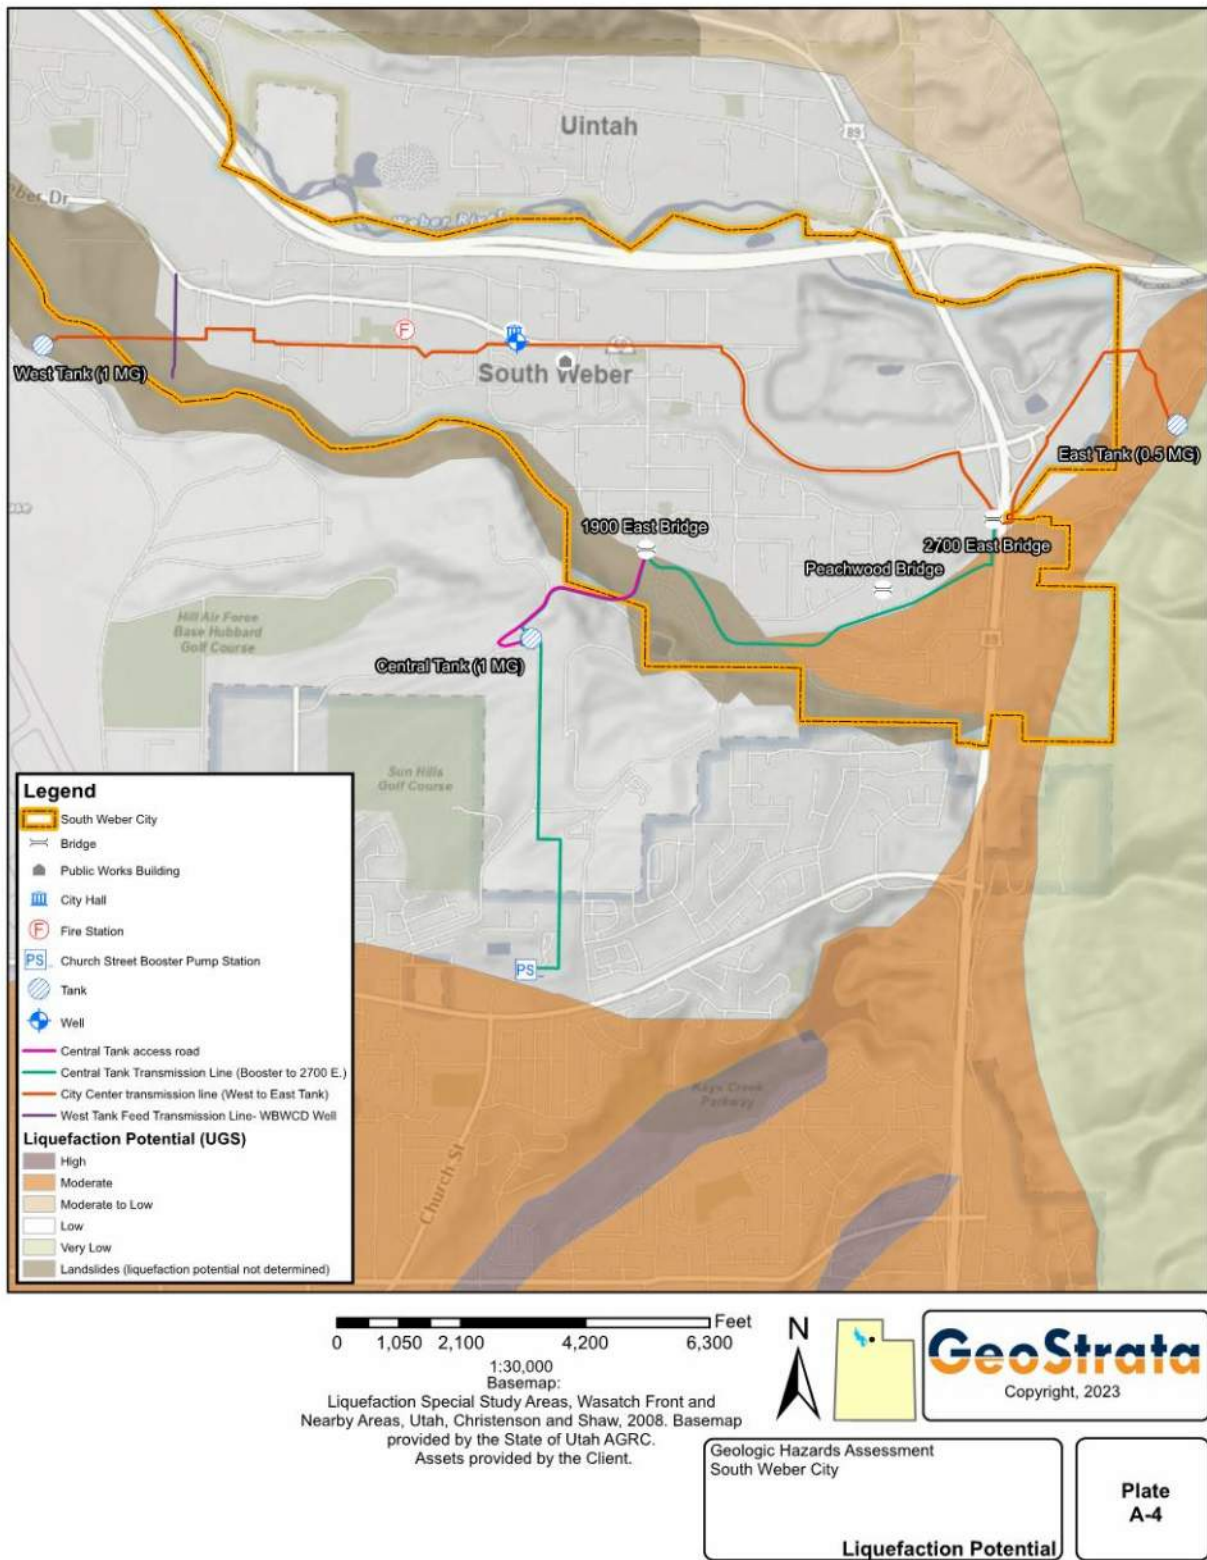 Uintah
89
Weber River
ber Dr
F
West Tank (1 MG)
South Weber
East Tank (0.5 MG)
1900 East Bridge
2700 East Bridge
Peachwood Bridge
Hill Air Force
Base Hubbard
Golf Course
89
Central Tank (1 MG)
Sun Hills
Golf Course
PS
Kays Creek
Parkway
Church St
Legend
South Weber City
Bridge
Public Works Building
City Hall
F Fire Station
PS Church Street Booster Pump Station
Tank
Well
Central Tank access road
Central Tank Transmission Line (Booster to 2700 E.)
City Center transmission line (West to East Tank)
West Tank Feed Transmission Line- WBWCD Well
Liquefaction Potential (UGS)
High
Moderate
Moderate to Low
Low
Very Low
Landslides (liquefaction potential not determined)
Feet
0 1,050 2,100 4,200 6,300
1:30,000
Basemap:
Liquefaction Special Study Areas, Wasatch Front and
Nearby Areas, Utah, Christenson and Shaw, 2008. Basemap
provided by the State of Utah AGRC.
Assets provided by the Client.
N
GeoStrata
Copyright, 2023
Geologic Hazards Assessment
South Weber City
Liquefaction Potential
Plate
A-4